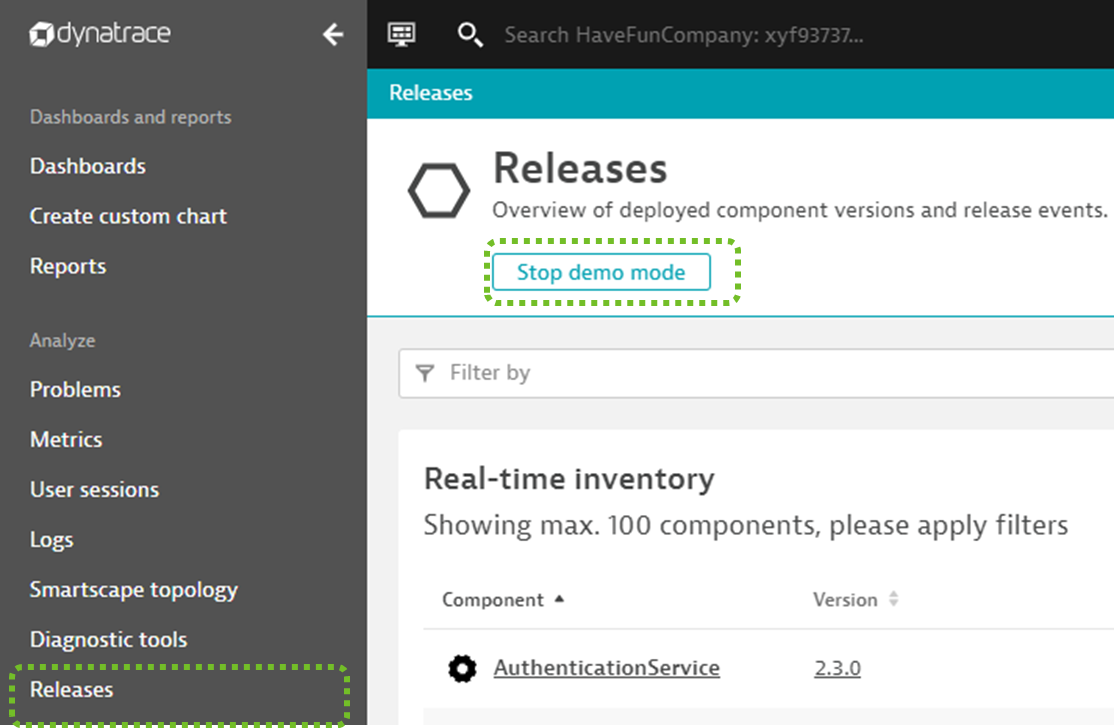 dynatrace
Search HaveFunCompany: xyf93737...
Dashboards and reports
Dashboards
Create custom chart
Reports
Analyze
Problems
Metrics
User sessions
Logs
Smartscape topology
Diagnostic tools
Releases
Releases
Releases
Overview of deployed component versions and release events.
Stop demo mode
Filter by
Real-time inventory
Showing max. 100 components, please apply filters
Component Version
AuthenticationService 2.3.0